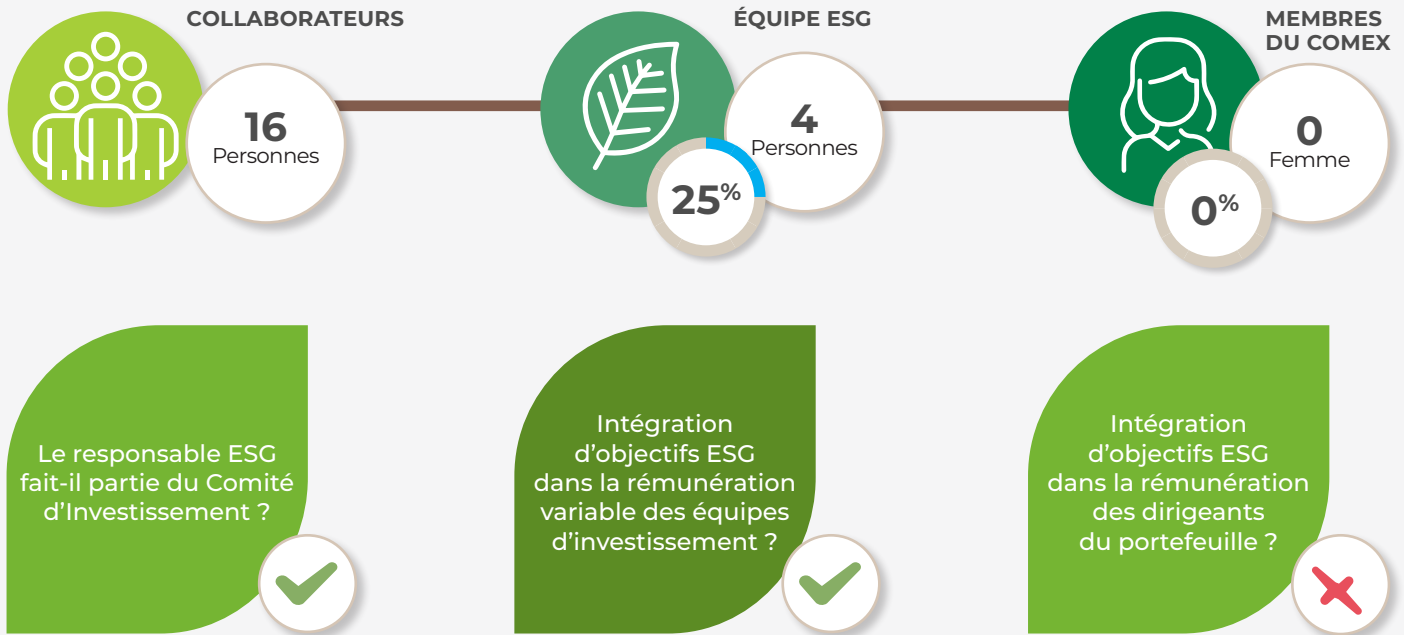 COLLABORATEURS
16
Personnes
ÉQUIPE ESG
4
Personnes
25%
MEMBRES
DU COMEX
0
Femme
0%
Le responsable ESG
fait-il partie du Comité
d’Investissement ?
Intégration
d’objectifs ESG
dans la rémunération
variable des équipes
d’investissement ?
Intégration
d’objectifs ESG
dans la rémunération
des dirigeants
du portefeuille ?